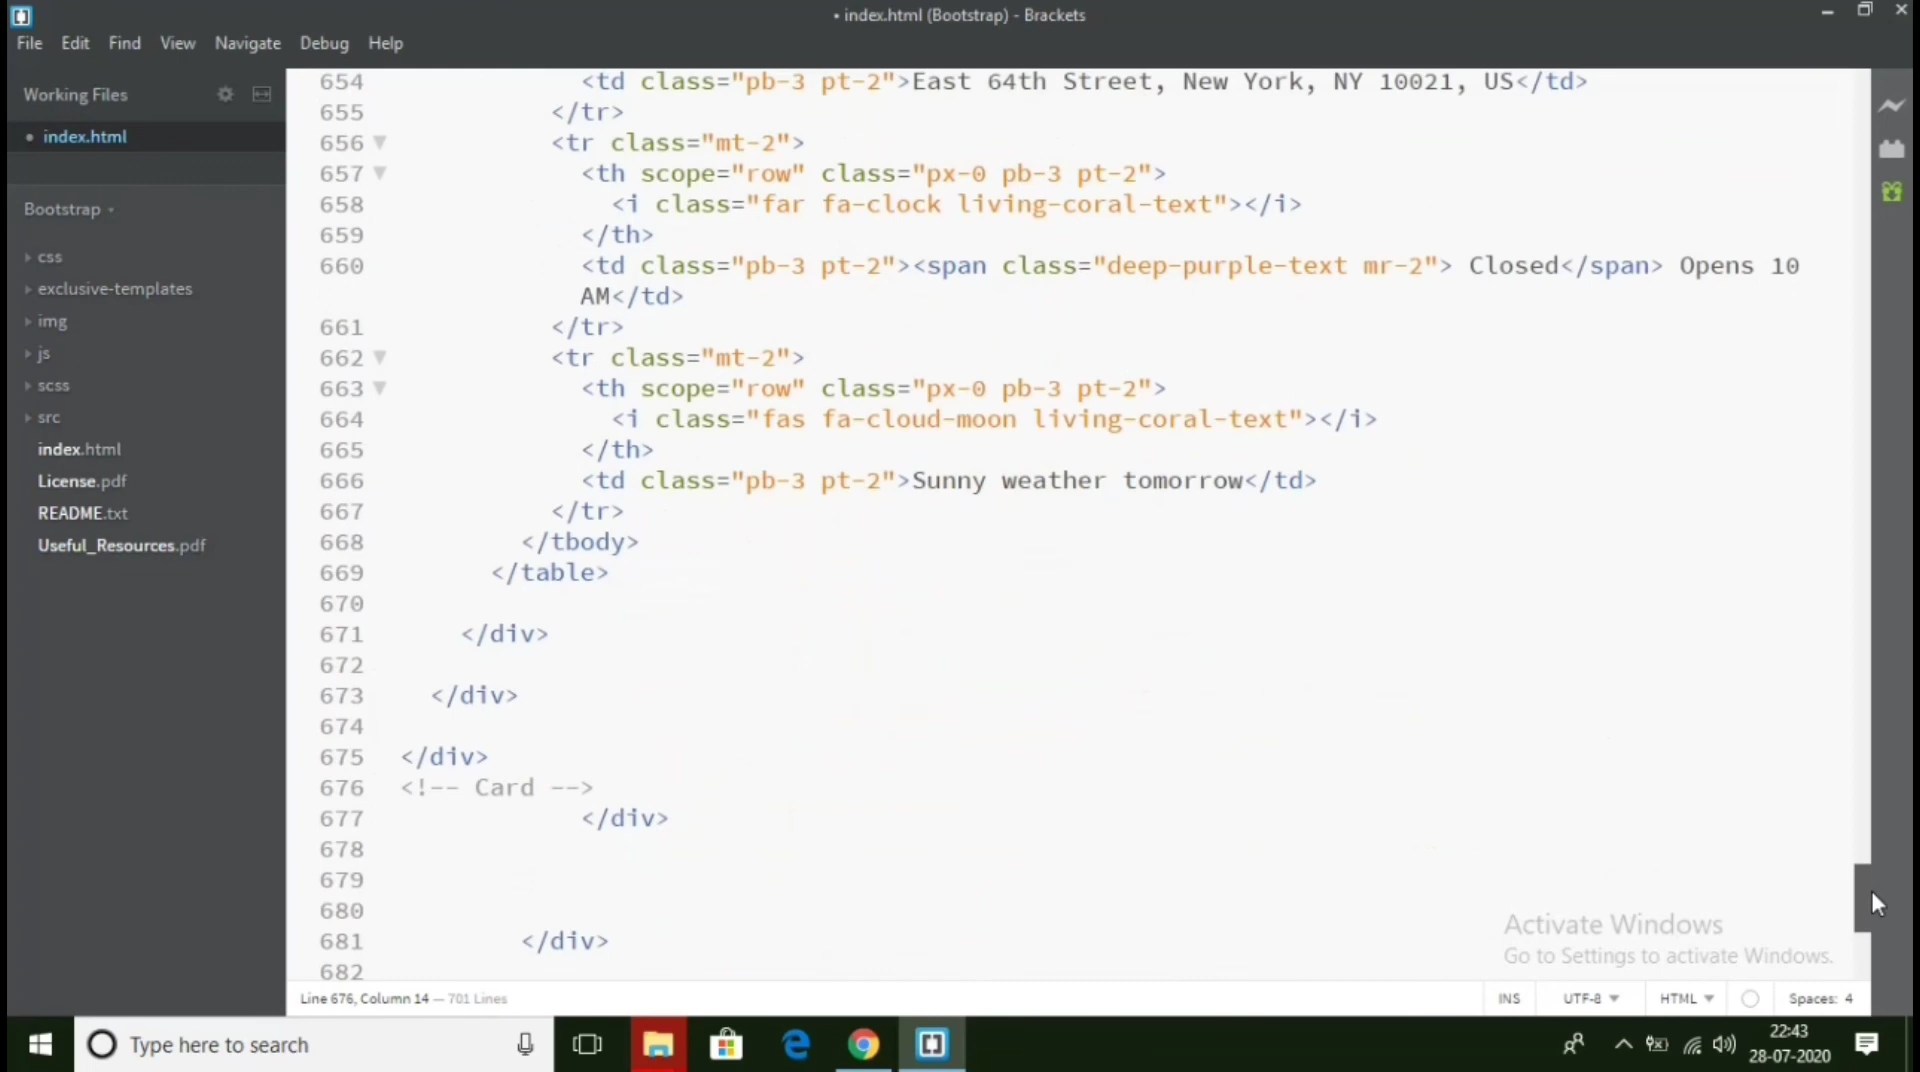 • index.html (Bootstrap) - Brackets
File Edit Find View Navigate Debug Help
Working Files
• index.html
Bootstrap
css
exclusive-templates
img
js
scss
src
index.html
License.pdf
README.txt
Useful_Resources.pdf
654 <td class="pb-3 pt-2">East 64th Street, New York, NY 10021, US</td>
655 </tr>
656 <tr class="mt-2">
657 <th scope="row" class="px-0 pb-3 pt-2">
658 <i class="far fa-clock living-coral-text"></i>
659 </th>
660 <td class="pb-3 pt-2"><span class="deep-purple-text mr-2"> Closed</span> Opens 10
AM</td>
661 </tr>
662 <tr class="mt-2">
663 <th scope="row" class="px-0 pb-3 pt-2">
664 <i class="fas fa-cloud-moon living-coral-text"></i>
665 </th>
666 <td class="pb-3 pt-2">Sunny weather tomorrow</td>
667 </tr>
668 </tbody>
669 </table>
670
671 </div>
672
673 </div>
674
675 </div>
676 <!-- Card -->
677 </div>
678
679
680
681 </div>
682
Activate Windows
Go to Settings to activate Windows.
Line 676, Column 14 — 701 Lines
INS UTF-8 HTML Spaces: 4
Type here to search
22:43
28-07-2020